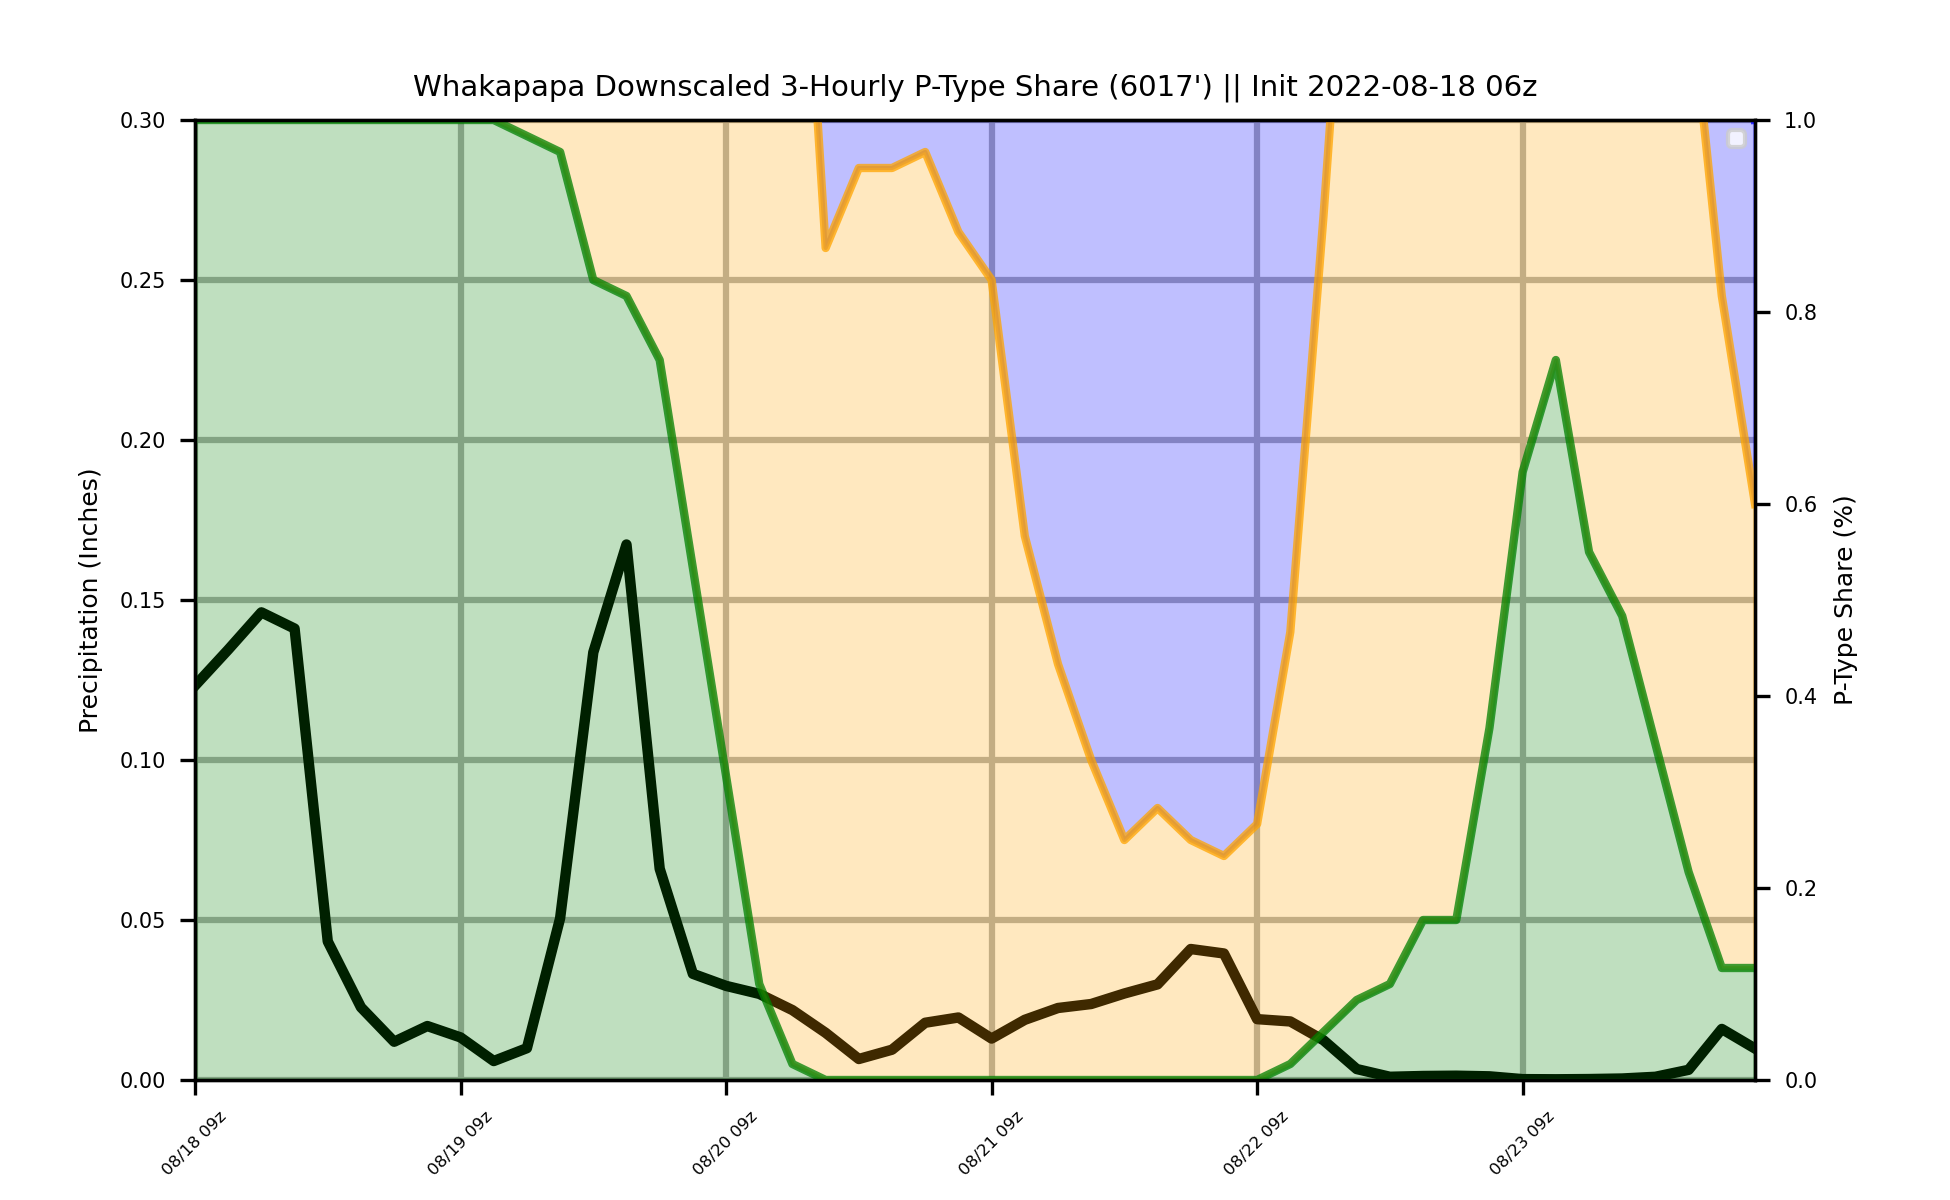 Whakapapa Downscaled 3-Hourly P-Type Share (6017') || Init 2022-08-18 06z
0.30
0.25
0.20
0.15
0.10
0.05
0.00
Precipitation (Inches)
1.0
0.8
0.6
0.4
0.2
0.0
P-Type Share (%)
08/18 09z
08/19 09z
08/20 09z
08/21 09z
08/22 09z
08/23 09z